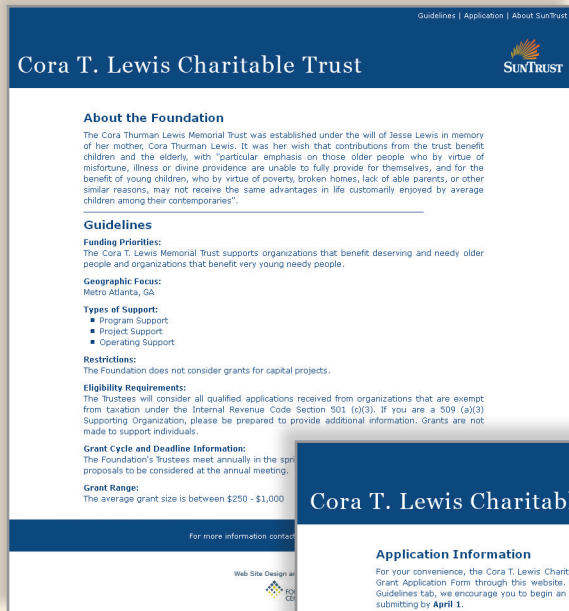 Guidelines | Application | About SunTrust
Cora T. Lewis Charitable Trust
SUNTRUST
About the Foundation
The Cora Thurman Lewis Memorial Trust was established under the will of Jesse Lewis in memory
of her mother, Cora Thurman Lewis. It was her wish that contributions from the trust benefit
children and the elderly, with "particular emphasis on those older people who by virtue of
misfortune, illness or divine providence are unable to fully provide for themselves, and for the
benefit of young children, who by virtue of poverty, broken homes, lack of able parents, or other
similar reasons, may not receive the same advantages in life customarily enjoyed by average
children among their contemporaries".
Guidelines
Funding Priorities:
The Cora T. Lewis Memorial Trust supports organizations that benefit deserving and needy older
people and organizations that benefit very young needy people.
Geographic Focus:
Metro Atlanta, GA
Types of Support:
Program Support
Project Support
Operating Support
Restrictions:
The Foundation does not consider grants for capital projects.
Eligibility Requirements:
The Trustees will consider all qualified applications received from organizations that are exempt
from taxation under the Internal Revenue Code Section 501 (c)(3). If you are a 509 (a)(3)
Supporting Organization, please be prepared to provide additional information. Grants are not
made to support individuals.
Grant Cycle and Deadline Information:
The Foundation's Trustees meet annually in the spri
proposals to be considered at the annual meeting.
Grant Range:
The average grant size is between $250 - $1,000
For more information contact
Web Site Design an
Cora T. Lewis Charitab
Application Information
For your convenience, the Cora T. Lewis Charit
Grant Application Form through this website.
Guidelines tab, we encourage you to begin an
submitting by April 1.